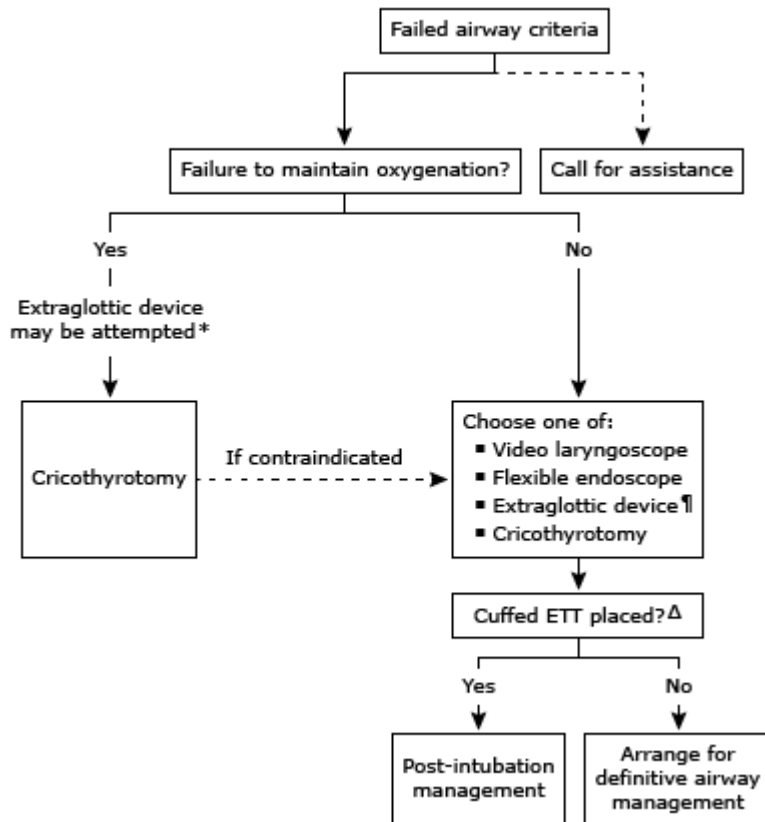 Failed airway criteria
Failure to maintain oxygenation?
Call for assistance
Yes
No
Extraglottic device
may be attempted*
Cricothyrotomy
If contraindicated
Choose one of:
▪ Video laryngoscope
▪ Flexible endoscope
▪ Extraglottic device¶
▪ Cricothyrotomy
Cuffed ETT placed?Δ
Yes
No
Post-intubation
management
Arrange for
definitive airway
management